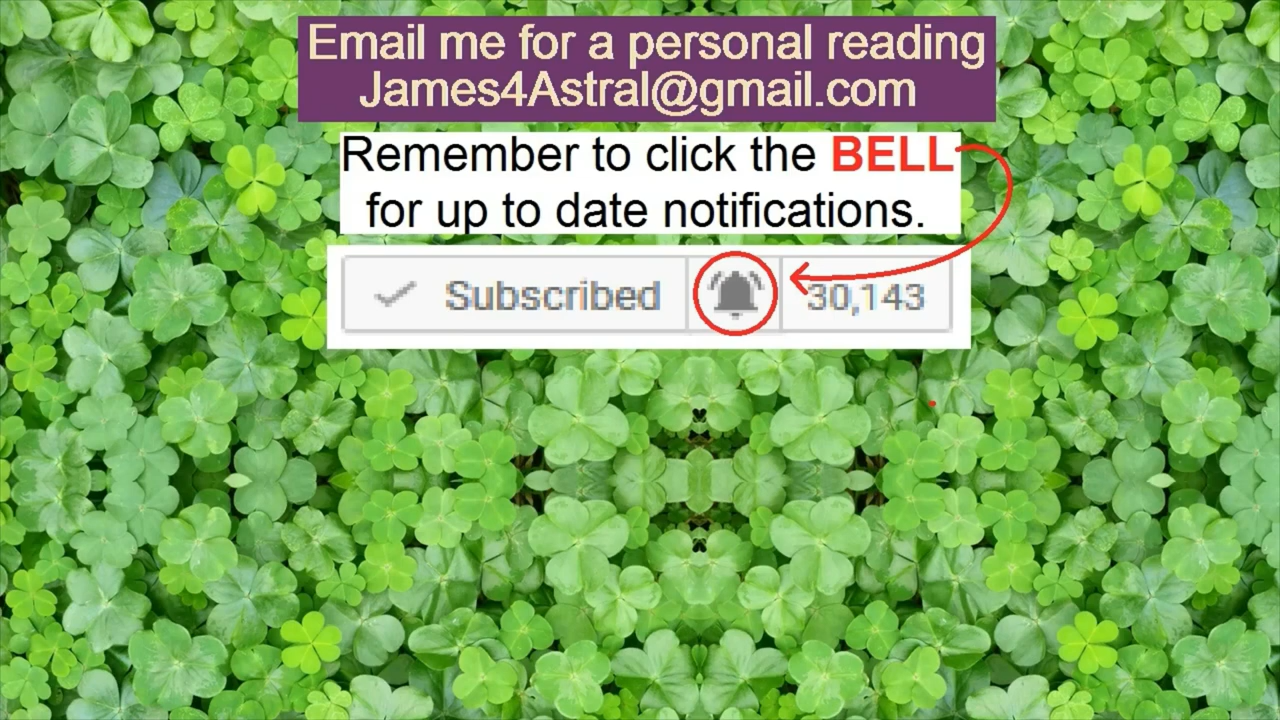 Email me for a personal reading
James4Astral@gmail.com
Remember to click the BELL
for up to date notifications.
Subscribed 30,143